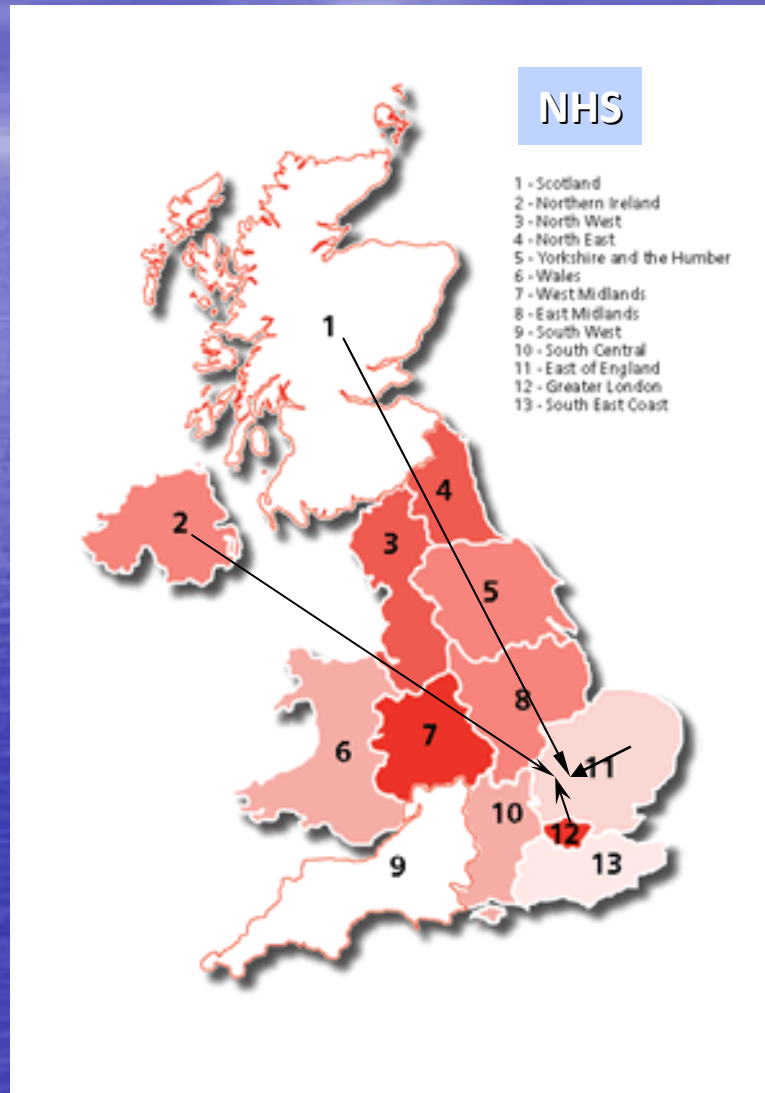 NHS
1 - Scotland
2 - Northern Ireland
3 - North West
4 - North East
5 - Yorkshire and the Humber
6 - Wales
7 - West Midlands
8 - East Midlands
9 - South West
10 - South Central
11 - East of England
12 - Greater London
13 - South East Coast
1
2
4
3
5
8
7
6
11
10
12
9
13